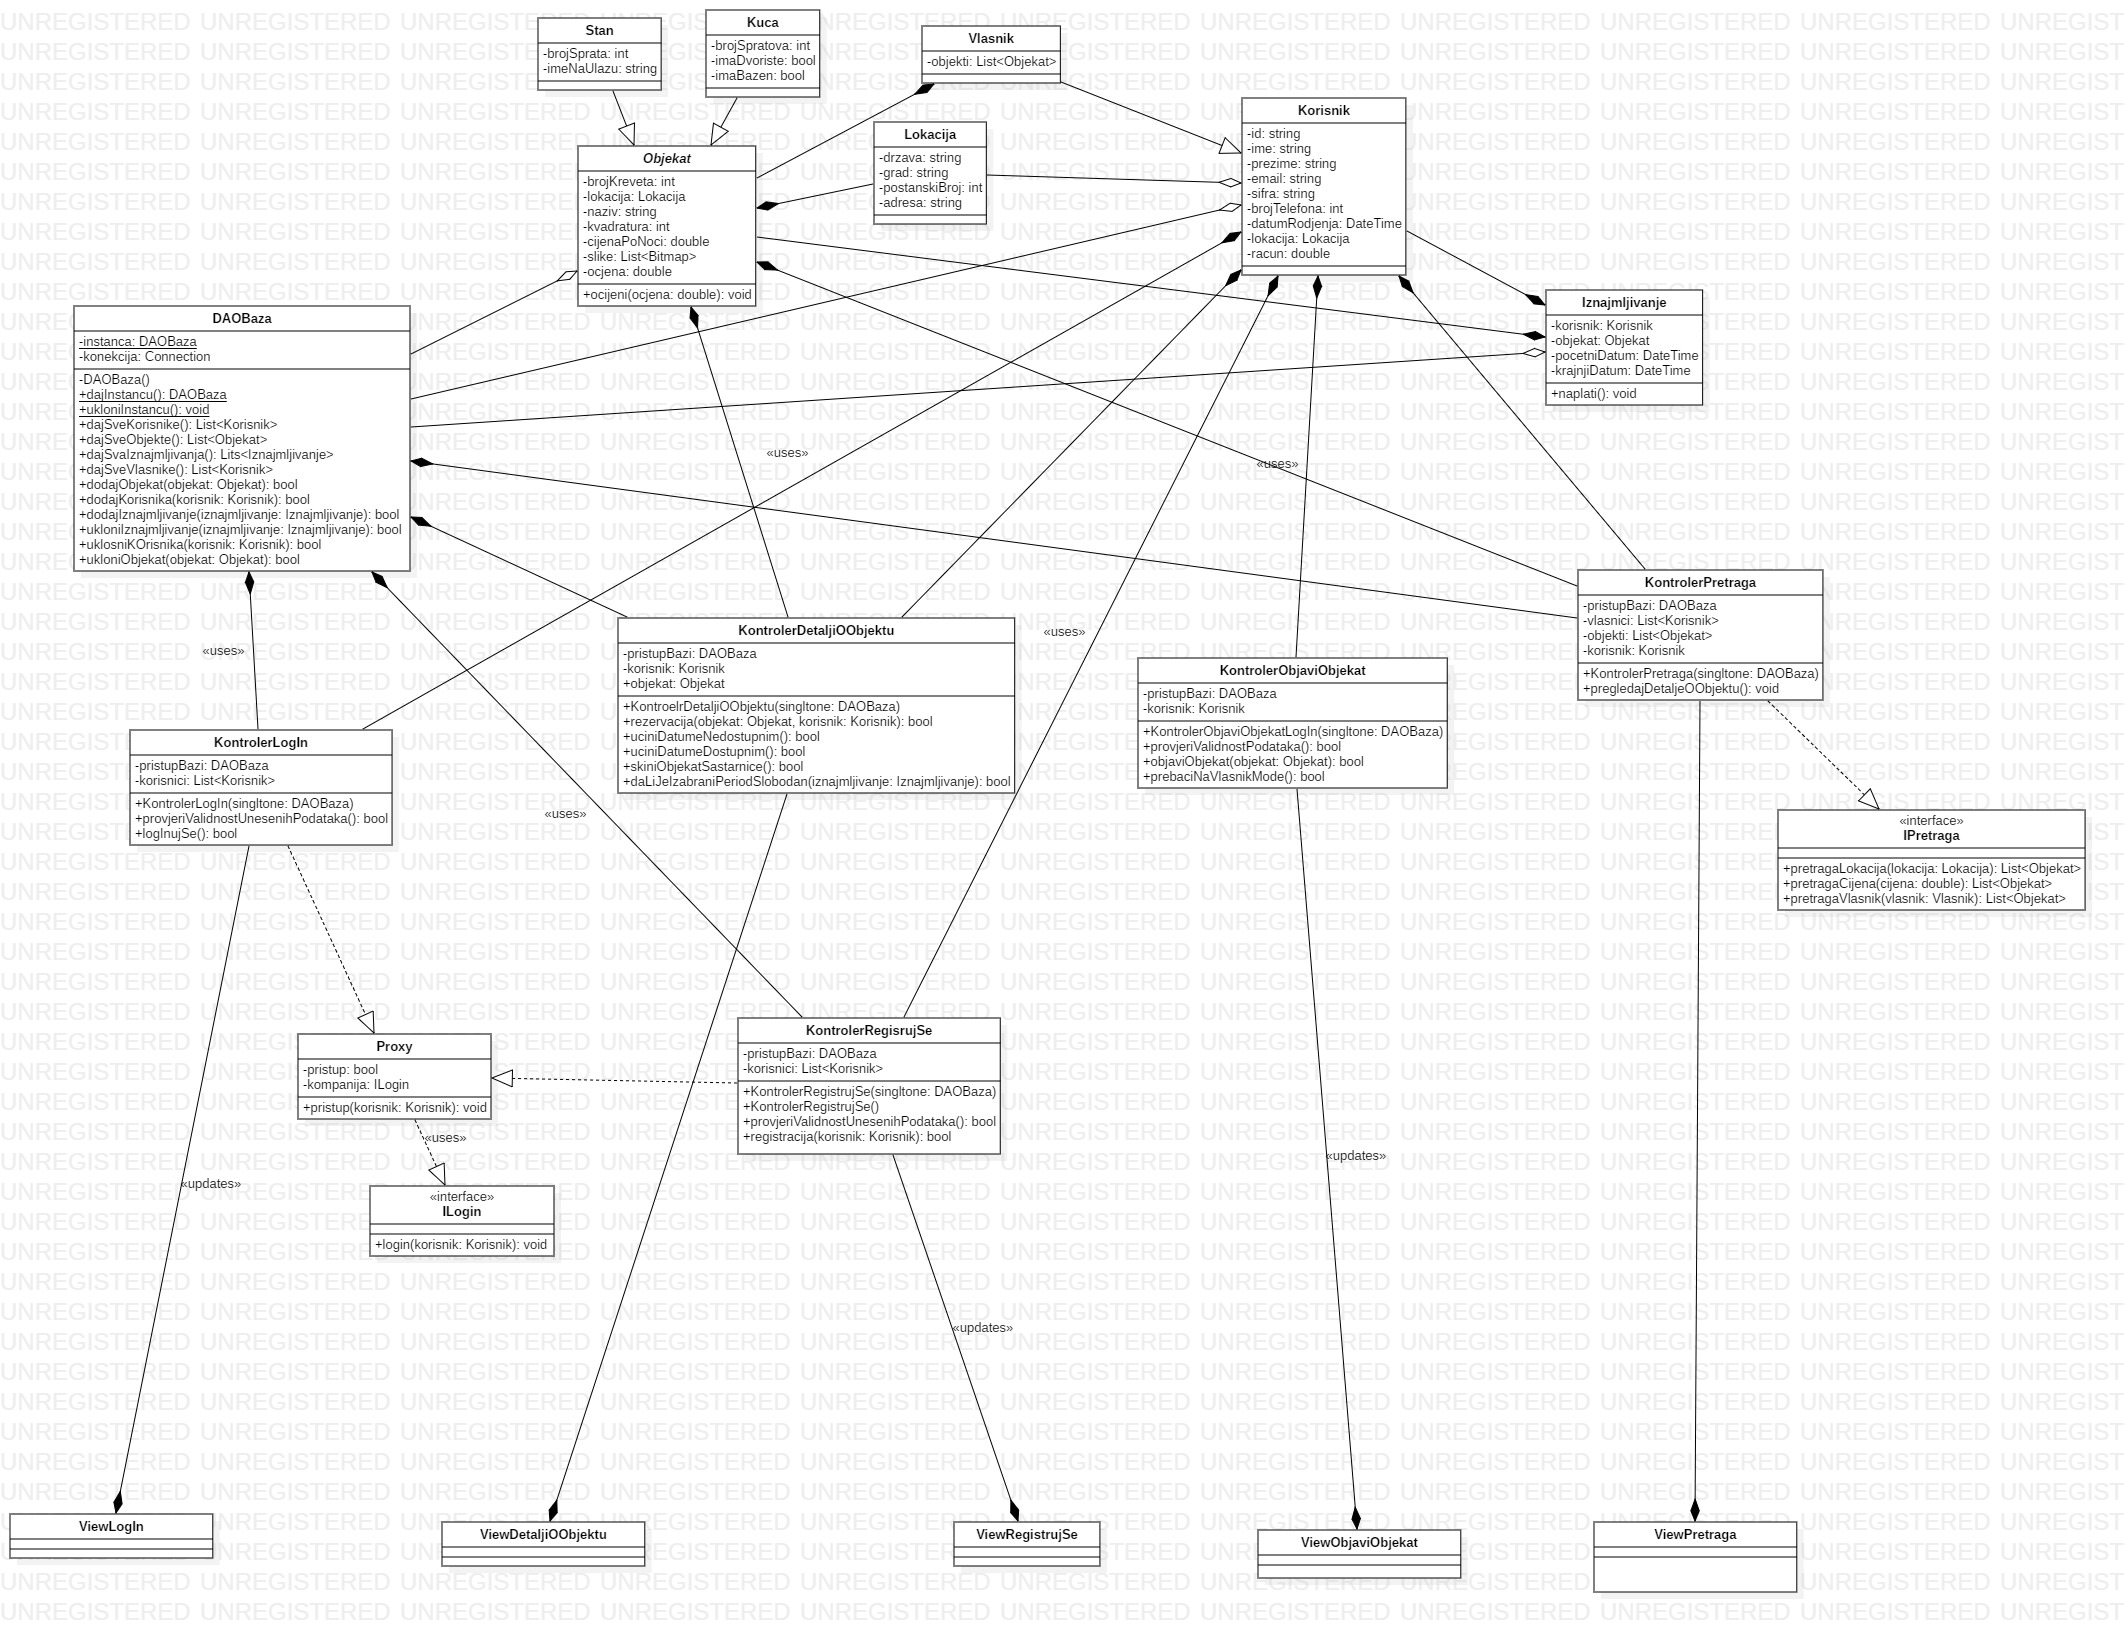 Stan
-brojSprata: int
-imeNaUlazu: string
Kuca
-brojSpratova: int
-imaDvoriste: bool
-imaBazen: bool
Vlasnik
-objekti: List<Objekat>
Lokacija
-drzava: string
-grad: string
-postanskiBroj: int
-adresa: string
Korisnik
-id: string
-ime: string
-prezime: string
-email: string
-sifra: string
-brojTelefona: int
-datumRodjenja: DateTime
-lokacija: Lokacija
-racun: double
Objekat
-brojKreveta: int
-lokacija: Lokacija
-naziv: string
-kvadratura: int
-cijenaPoNoci: double
-slike: List<Bitmap>
-ocjena: double
+ocijeni(ocjena: double): void
Iznajmljivanje
-korisnik: Korisnik
-objekat: Objekat
-pocetniDatum: DateTime
-krajnjiDatum: DateTime
+naplati(): void
DAOBaza
-instanca: DAOBaza
-konekcija: Connection
-DAOBaza()
+dajInstancu(): DAOBaza
+ukloniInstancu(): void
+dajSveKorisnike(): List<Korisnik>
+dajSveObjekte(): List<Objekat>
+dajSvaIznajmljivanja(): Lits<Iznajmljivanje>
+dajSveVlasnike(): List<Korisnik>
+dodajObjekat(objekat: Objekat): bool
+dodajKorisnika(korisnik: Korisnik): bool
+dodajIznajmljivanje(iznajmljivanje: Iznajmljivanje): bool
+ukloniIznajmljivanje(iznajmljivanje: Iznajmljivanje): bool
+uklosniKOrisnika(korisnik: Korisnik): bool
+ukloniObjekat(objekat: Objekat): bool
«uses»
«uses»
«uses»
«uses»
«uses»
KontrolerDetaljiOObjektu
-pristupBazi: DAOBaza
-korisnik: Korisnik
+objekat: Objekat
+KontroelrDetaljiOObjektu(singltone: DAOBaza)
+rezervacija(objekat: Objekat, korisnik: Korisnik): bool
+uciniDatumeNedostupnim(): bool
+uciniDatumeDostupnim(): bool
+skiniObjekatSastarnice(): bool
+daLiJeIzabraniPeriodSlobodan(iznajmljivanje: Iznajmljivanje): bool
KontrolerObjaviObjekat
-pristupBazi: DAOBaza
-korisnik: Korisnik
+KontrolerObjaviObjekatLogIn(singltone: DAOBaza)
+provjeriValidnostPodataka(): bool
+objaviObjekat(objekat: Objekat): bool
+prebaciNaVlasnikMode(): bool
KontrolerPretraga
-pristupBazi: DAOBaza
-vlasnici: List<Korisnik>
-objekti: List<Objekat>
-korisnik: Korisnik
+KontrolerPretraga(singltone: DAOBaza)
+pregledajDetaljeOObjektu(): void
KontrolerLogIn
-pristupBazi: DAOBaza
-korisnici: List<Korisnik>
+KontrolerLogIn(singltone: DAOBaza)
+provjeriValidnostUnesenihPodataka(): bool
+logInujSe(): bool
«interface»
IPretraga
+pretragaLokacija(lokacija: Lokacija): List<Objekat>
+pretragaCijena(cijena: double): List<Objekat>
+pretragaVlasnik(vlasnik: Vlasnik): List<Objekat>
Proxy
-pristup: bool
-kompanija: ILogin
+pristup(korisnik: Korisnik): void
KontrolerRegisrujSe
-pristupBazi: DAOBaza
-korisnici: List<Korisnik>
+KontrolerRegistrujSe(singltone: DAOBaza)
+KontrolerRegistrujSe()
+provjeriValidnostUnesenihPodataka(): bool
+registracija(korisnik: Korisnik): bool
«uses»
«updates»
«updates»
«interface»
ILogin
+login(korisnik: Korisnik): void
«updates»
ViewLogIn
ViewDetaljiOObjektu
ViewRegistrujSe
ViewObjaviObjekat
ViewPretraga
UNREGISTERED